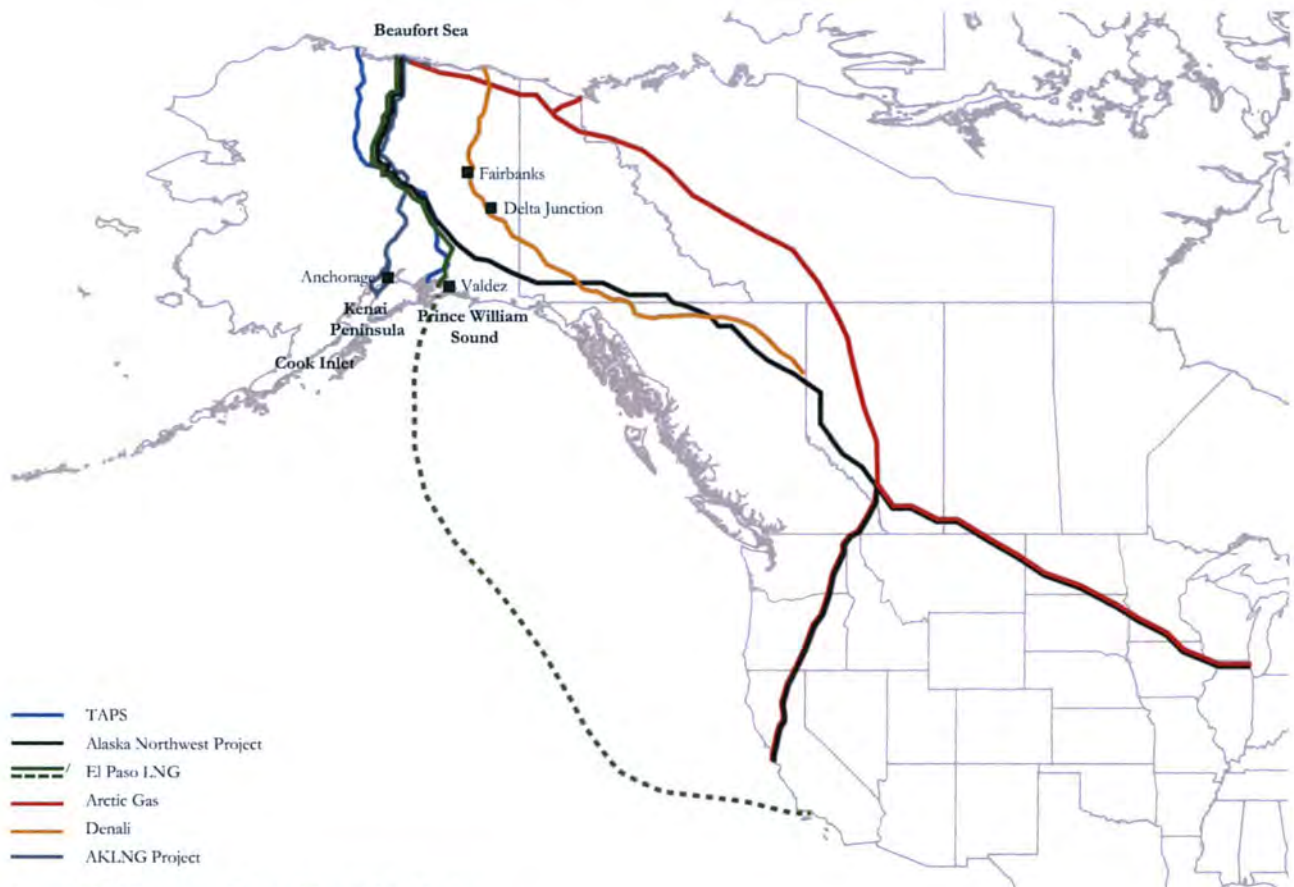 Beaufort Sea
Fairbanks
Delta Junction
Anchorage
Valdez
Kenai
Peninsula
Prince William
Sound
Cook Inlet
TAPS
Alaska Northwest Project
El Paso LNG
Arctic Gas
Denali
AKLNG Project